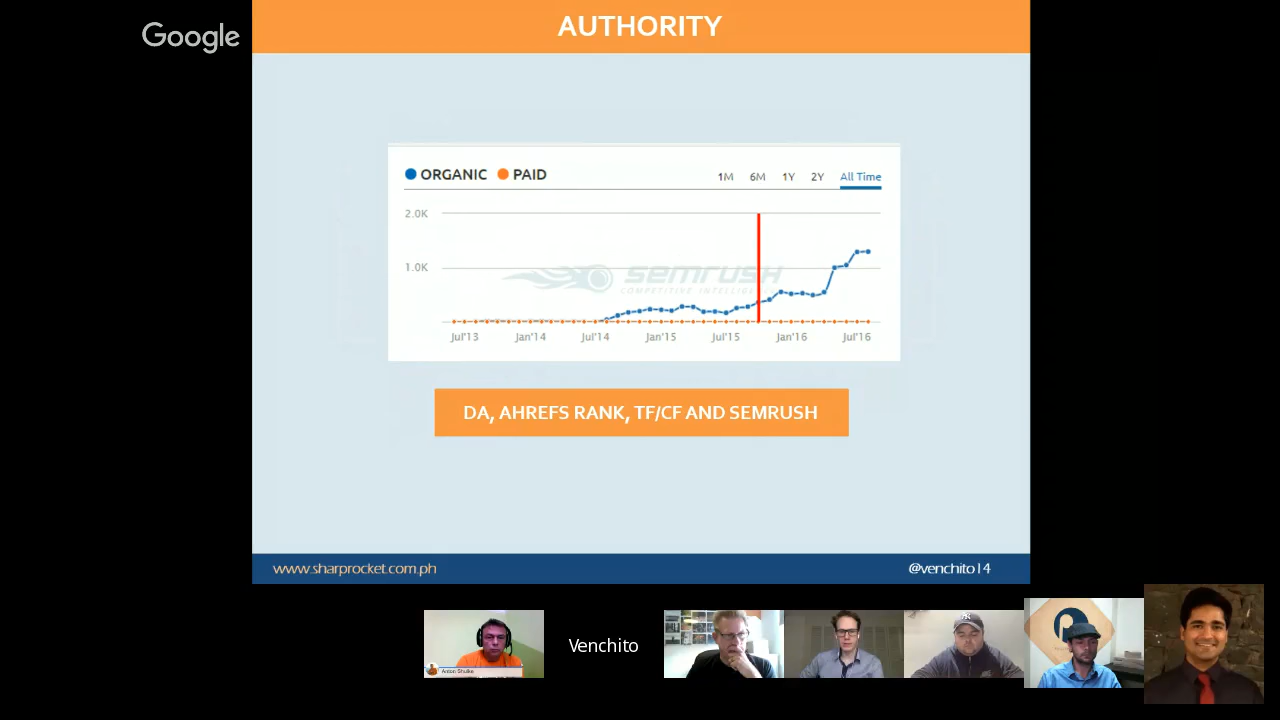 Google
AUTHORITY
ORGANIC PAID
1M 6M 1Y 2Y All Time
2.0K
1.0K
semrush
Jul'13 Jan'14 Jul'14 Jan'15 Jul'15 Jan'16 Jul'16
DA, AHREFS RANK, TF/CF AND SEMRUSH
www.sharprocket.com.ph @venchito14
Venchito
Anton Shulke